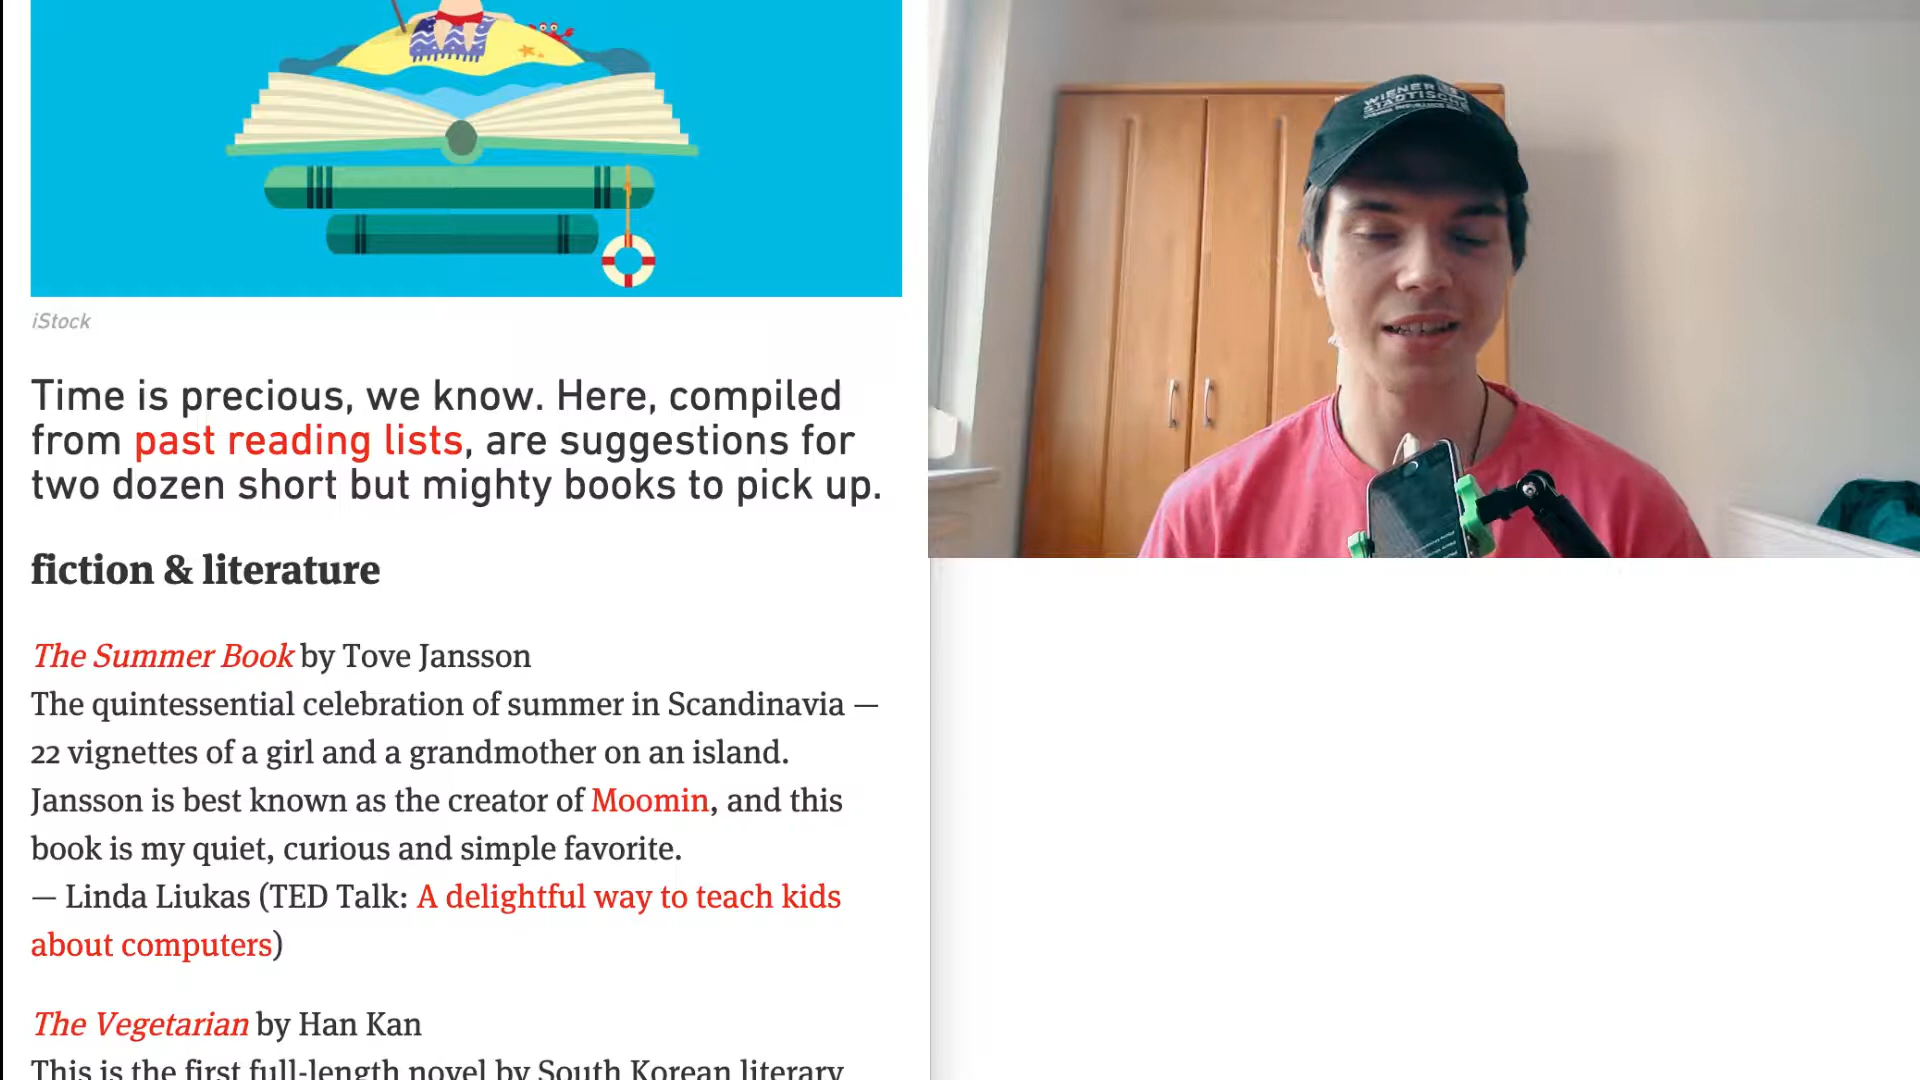 iStock
Time is precious, we know. Here, compiled
from past reading lists, are suggestions for
two dozen short but mighty books to pick up.
fiction & literature
The Summer Book by Tove Jansson
The quintessential celebration of summer in Scandinavia —
22 vignettes of a girl and a grandmother on an island.
Jansson is best known as the creator of Moomin, and this
book is my quiet, curious and simple favorite.
— Linda Liukas (TED Talk: A delightful way to teach kids
about computers)
The Vegetarian by Han Kan
This is the first full-length novel by South Korean literary
WIENER
STÄDTISCHE